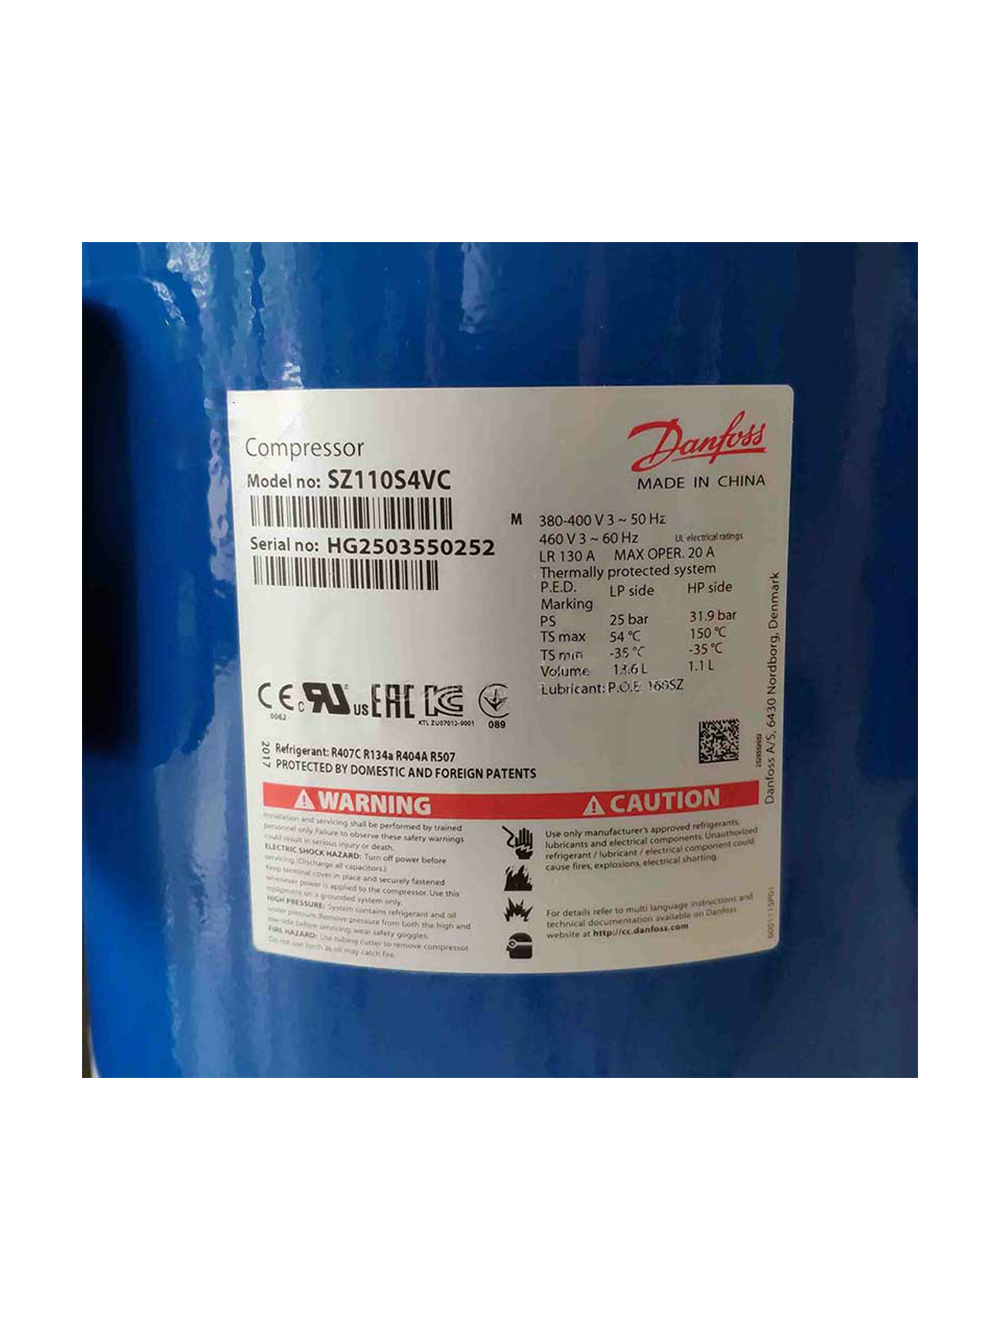 Compressor
Model no: SZ110S4VC
Serial no: HG2503550252
Danfoss
MADE IN CHINA
M 380-400 V 3 ~ 50 Hz
460 V 3 ~ 60 Hz UL electrical ratings
LR 130 A MAX OPER. 20 A
Thermally protected system
P.E.D. LP side HP side
Marking
PS 25 bar 31.9 bar
TS max 54 °C 150 °C
TS min -35 °C -35 °C
Volume 13.6 L 1.1 L
Lubricant: P.O.E. 160SZ
CE c UR us EAC KC
0062
KTL ZU07012-9001
089
2017
Refrigerant: R407C R134a R404A R507
PROTECTED BY DOMESTIC AND FOREIGN PATENTS
Danfoss A/S, 6430 Nordborg, Denmark
WARNING
Installation and servicing shall be performed by trained
personnel only. Failure to observe these safety warnings
could result in serious injury or death.
ELECTRIC SHOCK HAZARD: Turn off power before
servicing. (Discharge all capacitors.)
Keep terminal cover in place and securely fastened
whenever power is applied to the compressor. Use this
equipment on a grounded system only.
HIGH PRESSURE: System contains refrigerant and oil
under pressure. Remove pressure from both the high and
low side before servicing, wear safety goggles.
FIRE HAZARD: Use tubing cutter to remove compressor.
Do not use torch as oil may catch fire.
CAUTION
Use only manufacturer's approved refrigerants,
lubricants and electrical components. Unauthorized
refrigerant / lubricant / electrical component could
cause fires, explosions, electrical shorting.
For details refer to multi language instructions and
technical documentation available on Danfoss
website at http://cc.danfoss.com